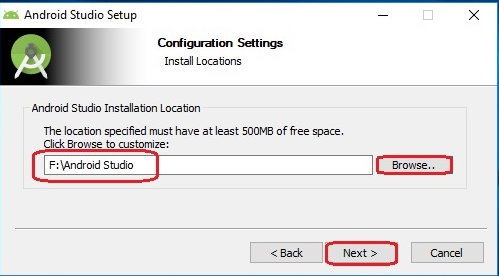 Android Studio Setup
Configuration Settings
Install Locations
Android Studio Installation Location
The location specified must have at least 500MB of free space.
Click Browse to customize:
F:\Android Studio
Browse..
< Back
Next >
Cancel